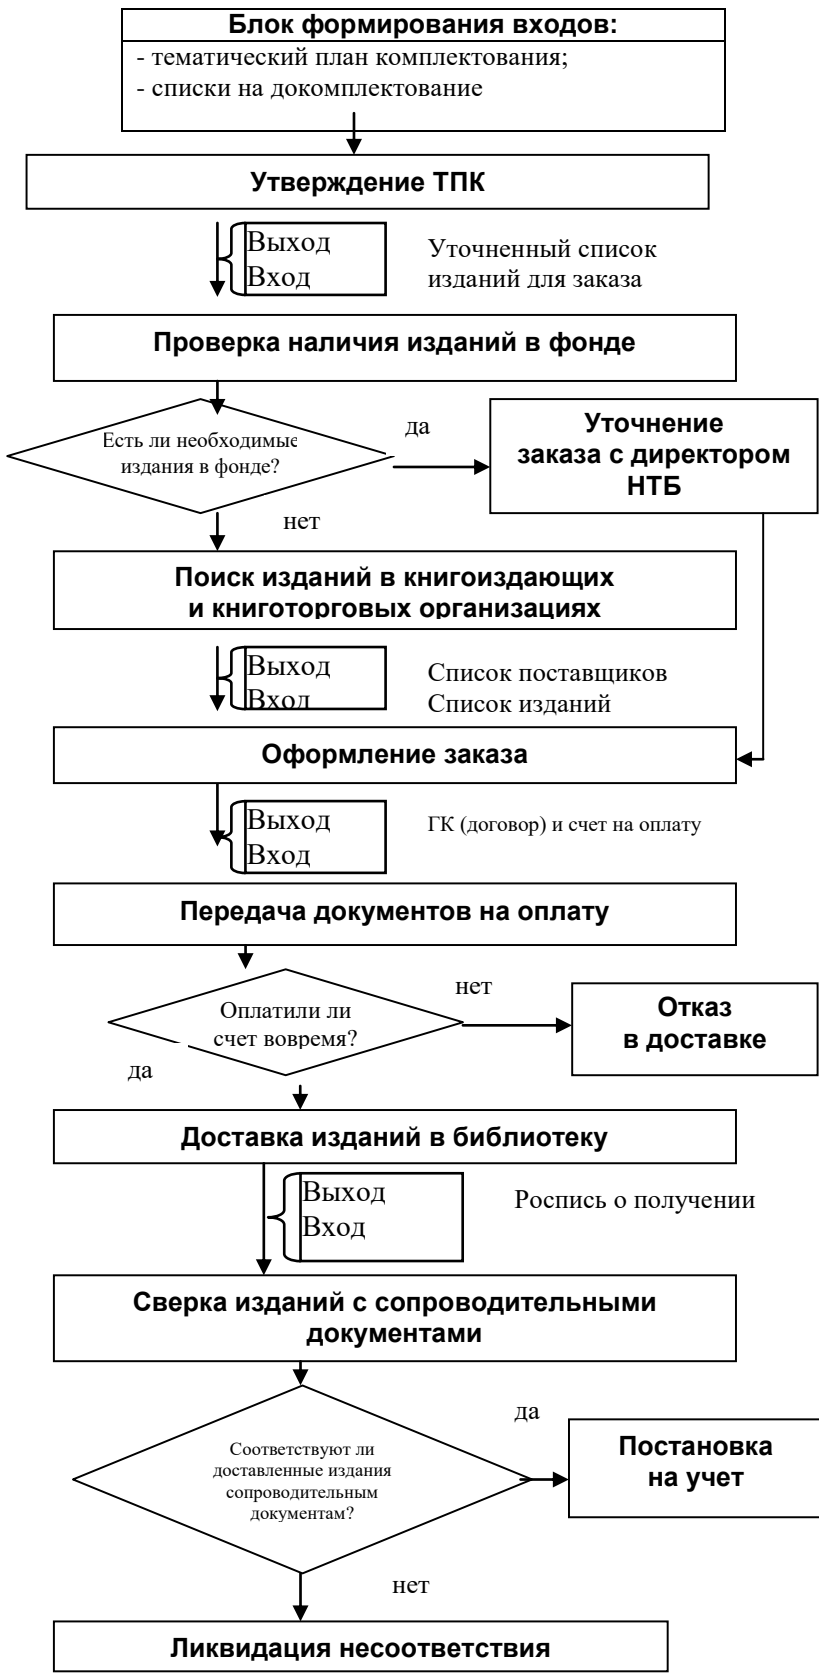 Блок формирования входов:
- тематический план комплектования;
- списки на докомплектование
Утверждение ТПК
Выход
Вход
Уточненный список
изданий для заказа
Проверка наличия изданий в фонде
Есть ли необходимые
издания в фонде?
да
Уточнение
заказа с директором
НТБ
нет
Поиск изданий в книгоиздающих
и книготорговых организациях
Выход
Вход
Список поставщиков
Список изданий
Оформление заказа
Выход
Вход
ГК (договор) и счет на оплату
Передача документов на оплату
Оплатили ли
счет вовремя?
нет
Отказ
в доставке
да
Доставка изданий в библиотеку
Выход
Вход
Роспись о получении
Сверка изданий с сопроводительными
документами
Соответствуют ли
доставленные издания
сопроводительным
документам?
да
Постановка
на учет
нет
Ликвидация несоответствия